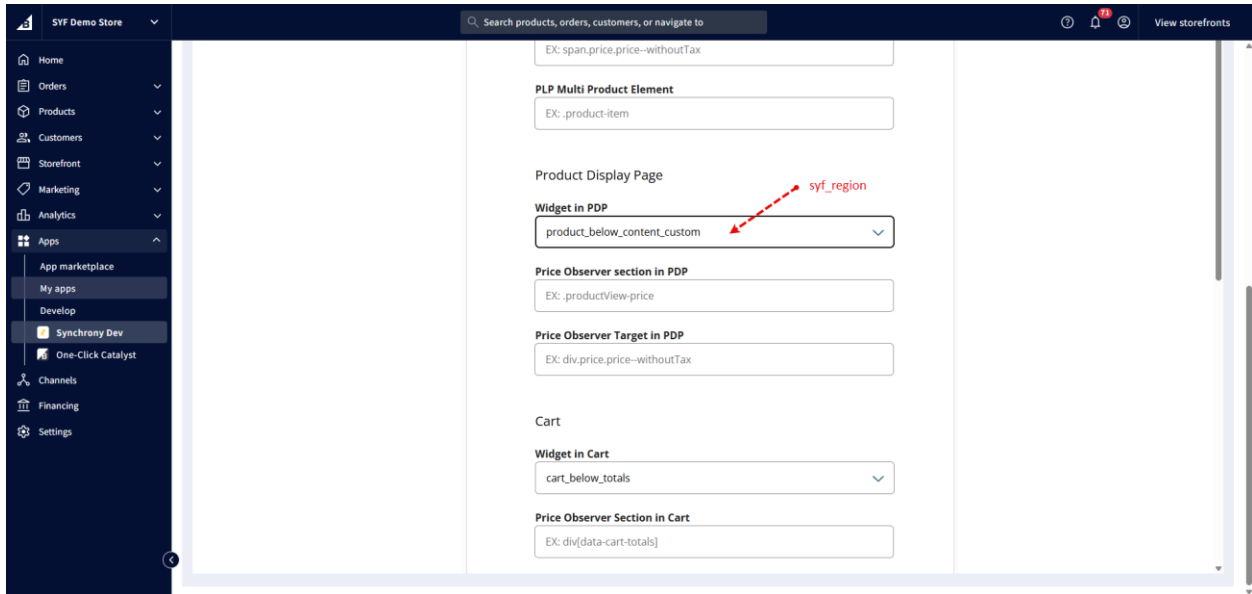 SYF Demo Store
Search products, orders, customers, or navigate to
71
View storefronts
Home
Orders
Products
Customers
Storefront
Marketing
Analytics
Apps
App marketplace
My apps
Develop
Synchrony Dev
One-Click Catalyst
Channels
Financing
Settings
EX: span.price.price--withoutTax
PLP Multi Product Element
EX: .product-item
Product Display Page
syf_region
Widget in PDP
product_below_content_custom
Price Observer section in PDP
EX: .productView-price
Price Observer Target in PDP
EX: div.price.price--withoutTax
Cart
Widget in Cart
cart_below_totals
Price Observer Section in Cart
EX: div[data-cart-totals]